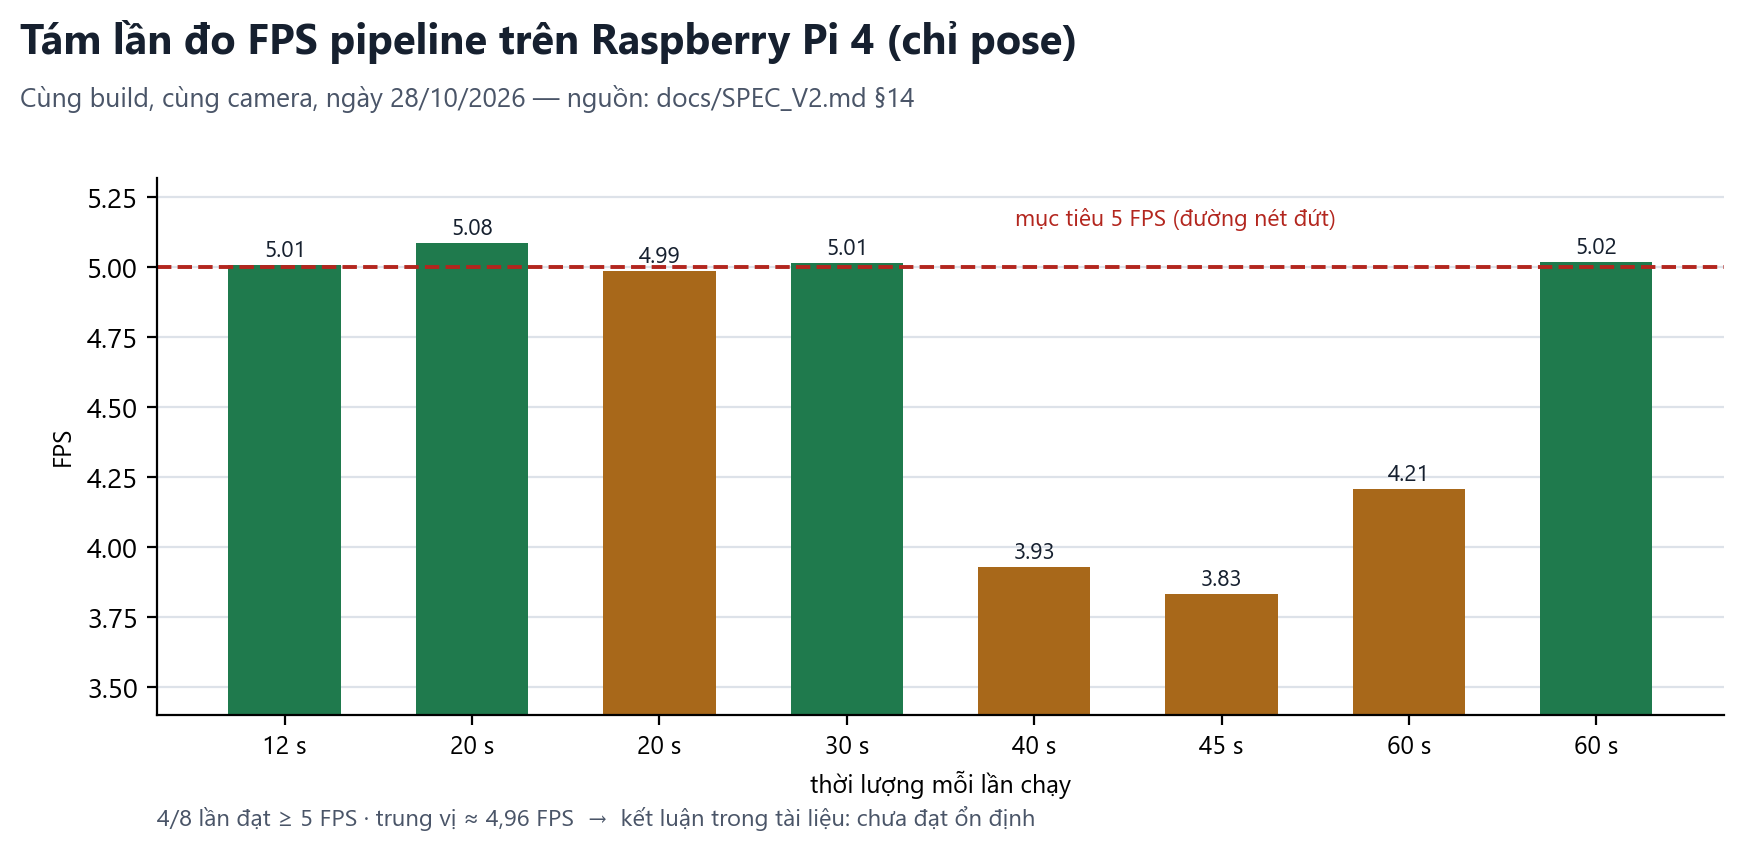 Tám lần đo FPS pipeline trên Raspberry Pi 4 (chỉ pose)
Cùng build, cùng camera, ngày 28/10/2026 — nguồn: docs/SPEC_V2.md §14
mục tiêu 5 FPS (đường nét đứt)
5.25
5.00
4.75
4.50
4.25
4.00
3.75
3.50
FPS
5.01
5.08
4.99
5.01
3.93
3.83
4.21
5.02
12 s
20 s
20 s
30 s
40 s
45 s
60 s
60 s
thời lượng mỗi lần chạy
4/8 lần đạt ≥ 5 FPS · trung vị ≈ 4,96 FPS → kết luận trong tài liệu: chưa đạt ổn định